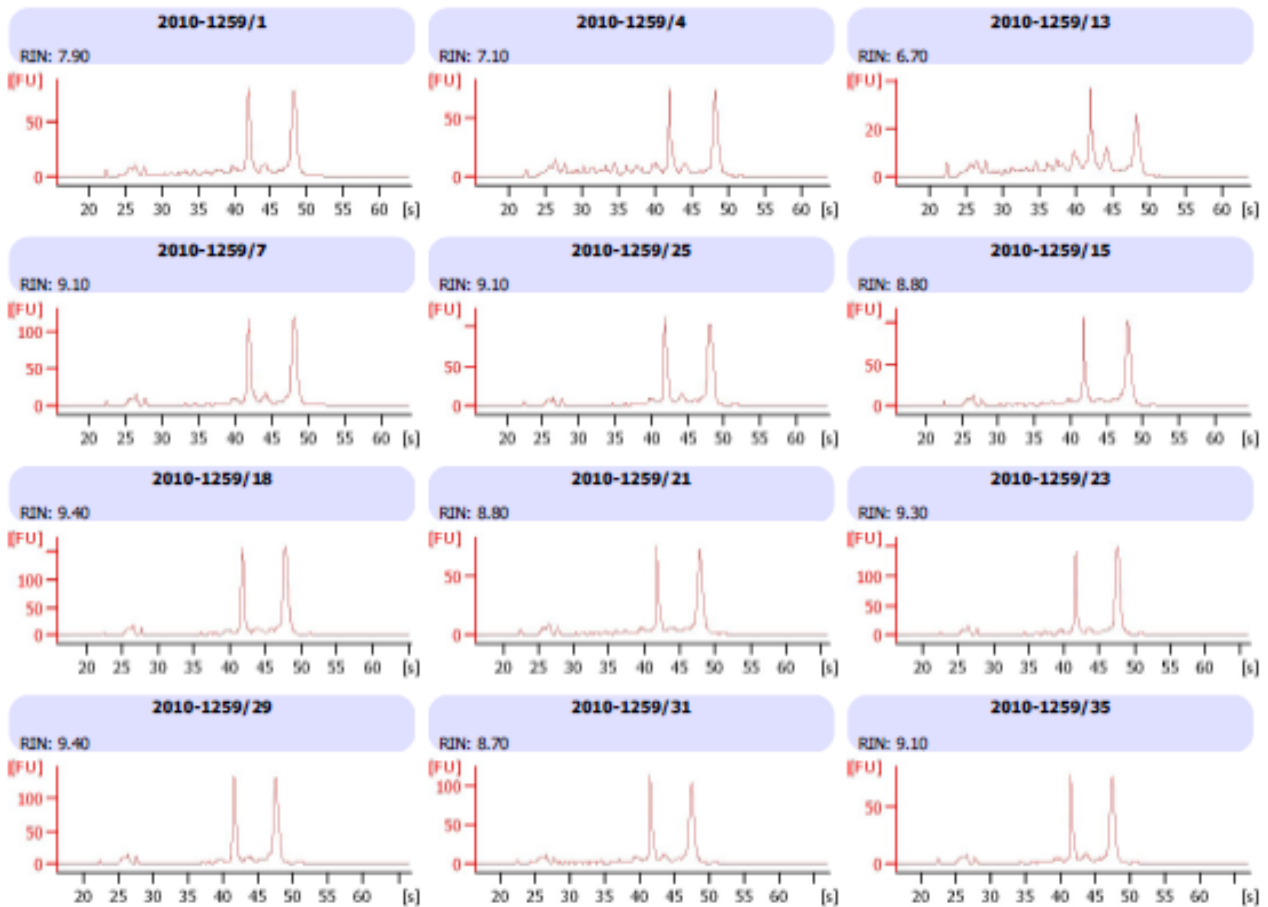 2010-1259/1 2010-1259/4 2010-1259/13
RIN: 7.90 RIN: 7.10 RIN: 6.70
[FU] [FU] [FU]
50 50 20
0 0 0
20 25 30 35 40 45 50 55 60 [s] 20 25 30 35 40 45 50 55 60 [s] 20 25 30 35 40 45 50 55 60 [s]
2010-1259/7 2010-1259/25 2010-1259/15
RIN: 9.10 RIN: 9.10 RIN: 8.80
[FU] [FU] [FU]
100
50 50 50
0 0 0
20 25 30 35 40 45 50 55 60 [s] 20 25 30 35 40 45 50 55 60 [s] 20 25 30 35 40 45 50 55 60 [s]
2010-1259/18 2010-1259/21 2010-1259/23
RIN: 9.40 RIN: 8.80 RIN: 9.30
[FU] [FU] [FU]
100 50 100
50 50
0 0 0
20 25 30 35 40 45 50 55 60 [s] 20 25 30 35 40 45 50 55 60 [s] 20 25 30 35 40 45 50 55 60 [s]
2010-1259/29 2010-1259/31 2010-1259/35
RIN: 9.40 RIN: 8.70 RIN: 9.10
[FU] [FU] [FU]
100 100 50
50 50
0 0 0
20 25 30 35 40 45 50 55 60 65 [s] 20 25 30 35 40 45 50 55 60 65 [s] 20 25 30 35 40 45 50 55 60 65 [s]